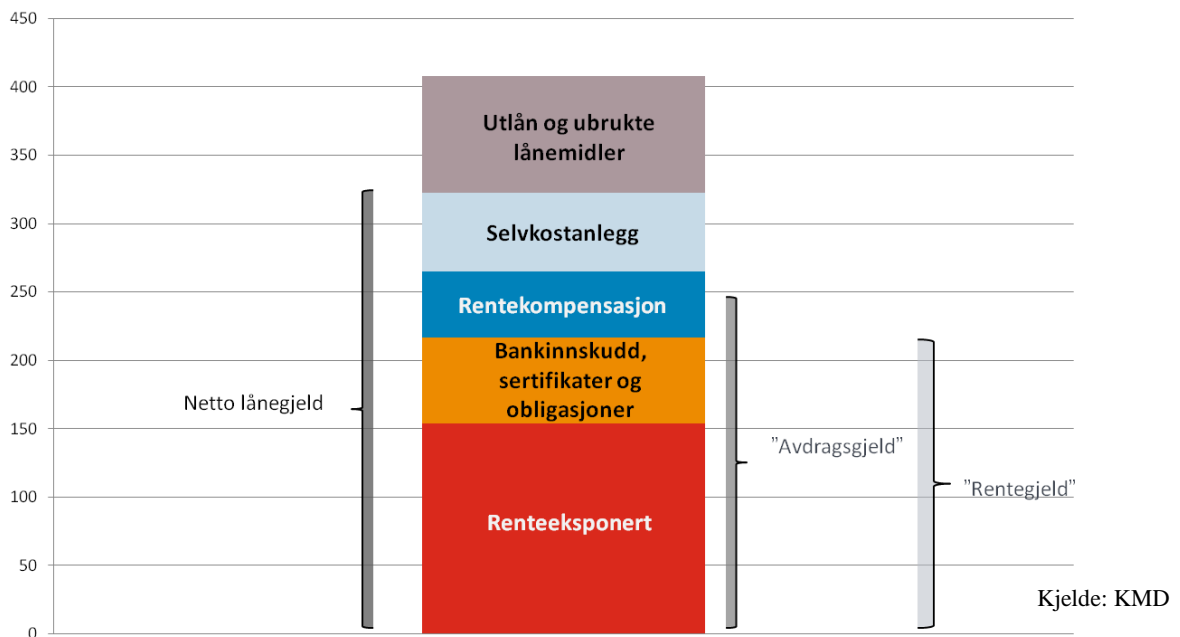 450
400
350
300
250
200
150
100
50
0
Utlån og ubrukte
lånemidler
Selvkostanlegg
Rentekompensasjon
Bankinnskudd,
sertifikater og
obligasjoner
Renteeksponert
Netto lånegjeld
”Avdragsgjeld”
”Rentegjeld”
Kjelde: KMD